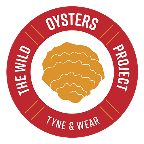 THE WILD
OYSTERS
PROJECT
TYNE & WEAR